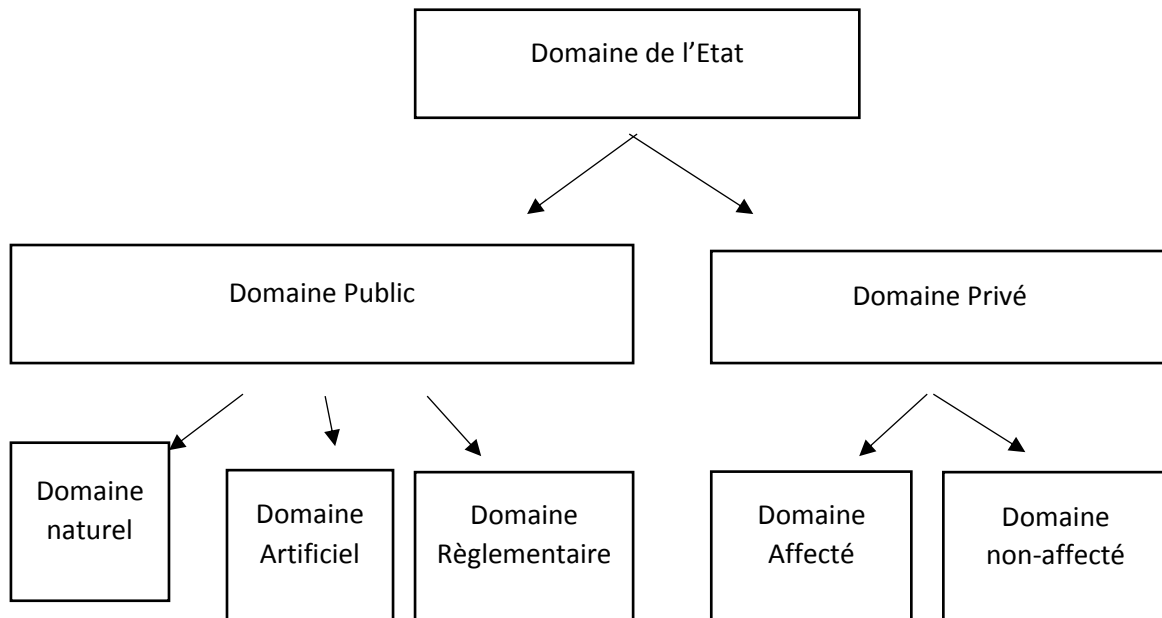 Domaine de l’Etat
Domaine Public
Domaine Privé
Domaine
naturel
Domaine
Artificiel
Domaine
Règlementaire
Domaine
Affecté
Domaine
non-affecté